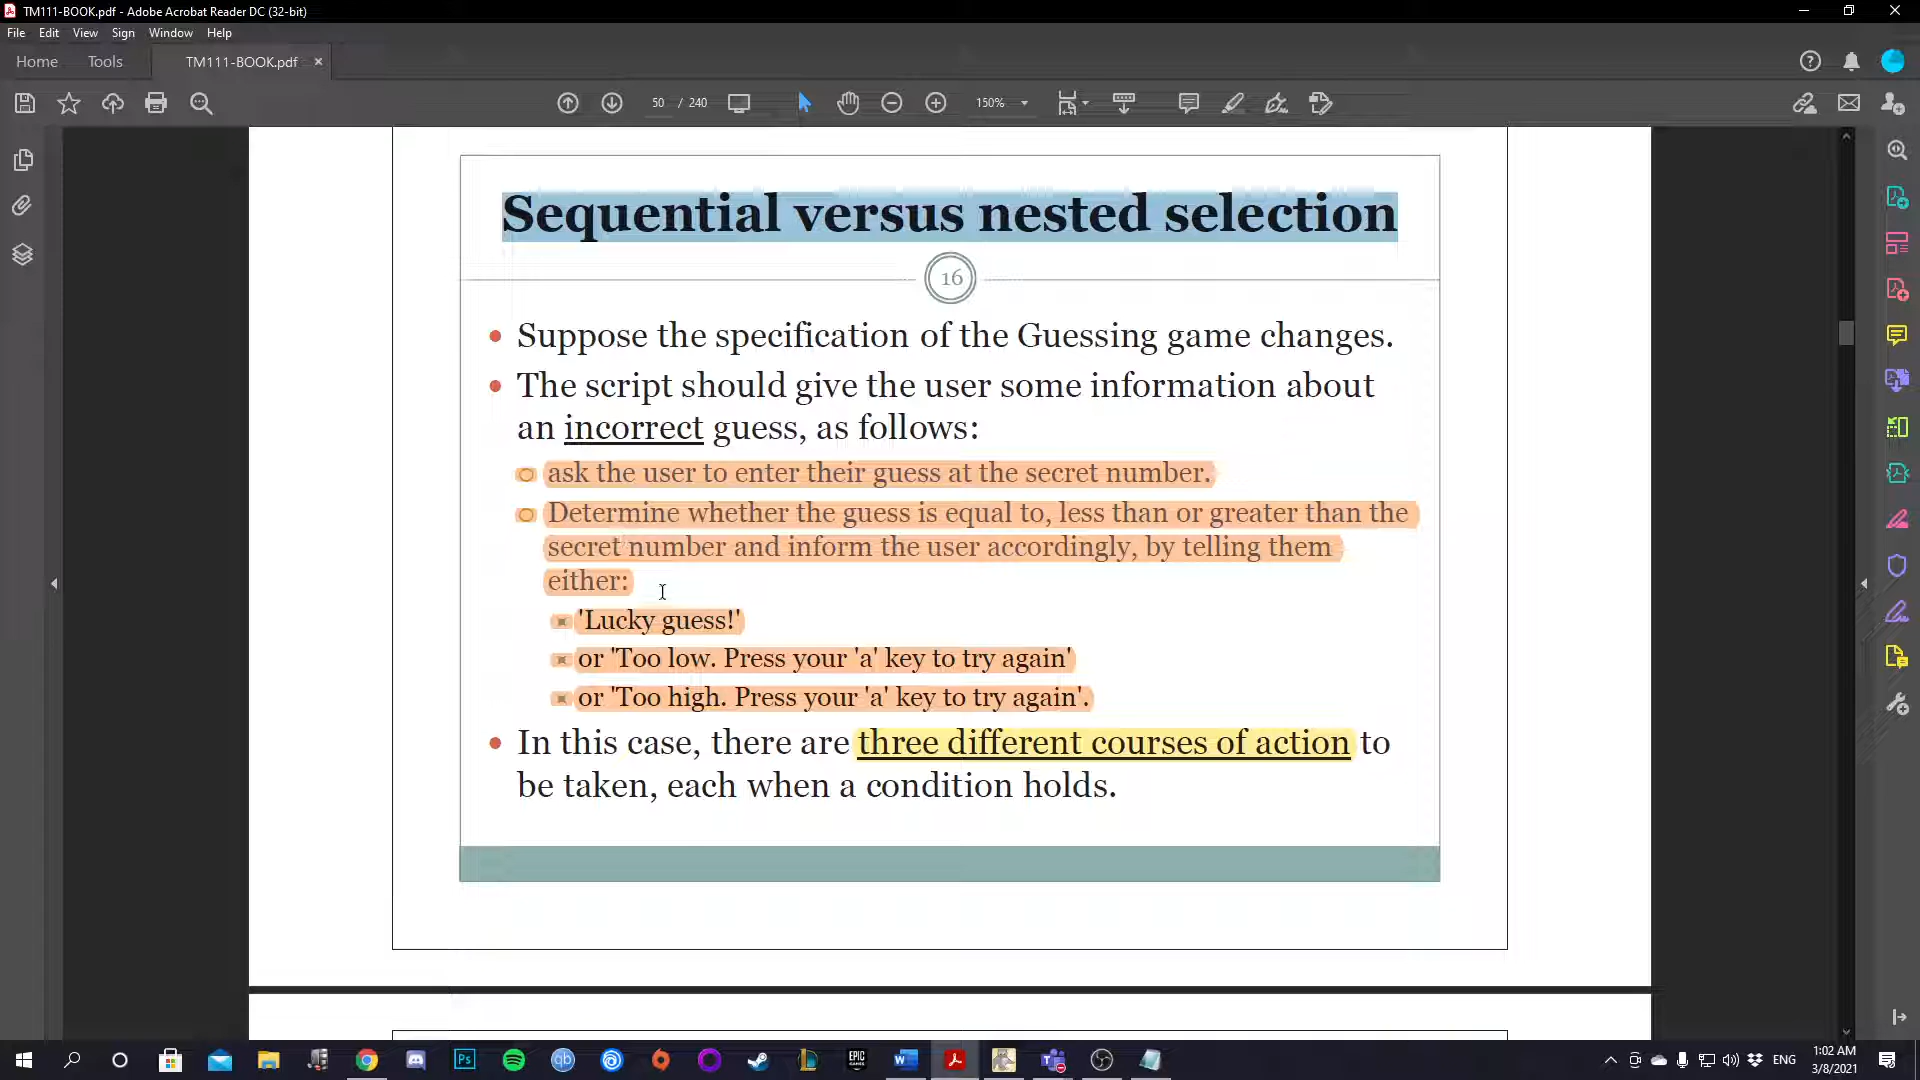 TM111-BOOK.pdf - Adobe Acrobat Reader DC (32-bit)
File Edit View Sign Window Help
Home Tools TM111-BOOK.pdf
50 / 240 150%
Sequential versus nested selection
16
Suppose the specification of the Guessing game changes.
The script should give the user some information about
an incorrect guess, as follows:
ask the user to enter their guess at the secret number.
Determine whether the guess is equal to, less than or greater than the
secret number and inform the user accordingly, by telling them
either:
'Lucky guess!'
or 'Too low. Press your 'a' key to try again'
or 'Too high. Press your 'a' key to try again'.
In this case, there are three different courses of action to
be taken, each when a condition holds.
Ps qb EPIC GAMES
ENG 1:02 AM
3/8/2021